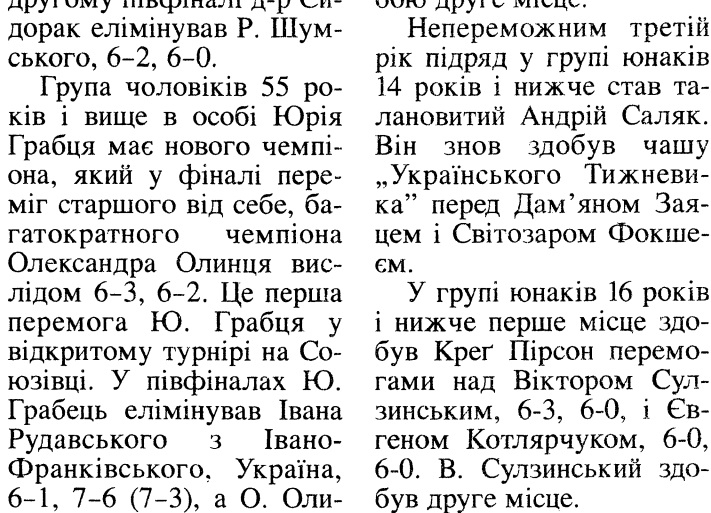 другому півфіналі д-р Си-
дорак елімінував Р. Шум-
ського, 6–2, 6–0.
Група чоловіків 55 ро-
ків і вище в особі Юрія
Грабця має нового чемпі-
она, який у фіналі пере-
міг старшого від себе, ба-
гатократного чемпіона
Олександра Олинця вис-
лідом 6–3, 6–2. Це перша
перемога Ю. Грабця у
відкритому турнірі на Со-
юзівці. У півфіналах Ю.
Грабець елімінував Івана
Рудавського з Івано-
Франківського, Україна,
6–1, 7–6 (7–3), а О. Оли-
бою друге місце.
Непереможним третій
рік підряд у групі юнаків
14 років і нижче став та-
лановитий Андрій Саляк.
Він знов здобув чашу
„Українського Тижневи-
ка” перед Дам’яном Зая-
цем і Світозаром Фокше-
єм.
У групі юнаків 16 років
і нижче перше місце здо-
був Креґ Пірсон перемо-
гами над Віктором Сул-
зинським, 6-3, 6-0, і Єв-
геном Котлярчуком, 6-0,
6-0. В. Сулзинський здо-
був друге місце.